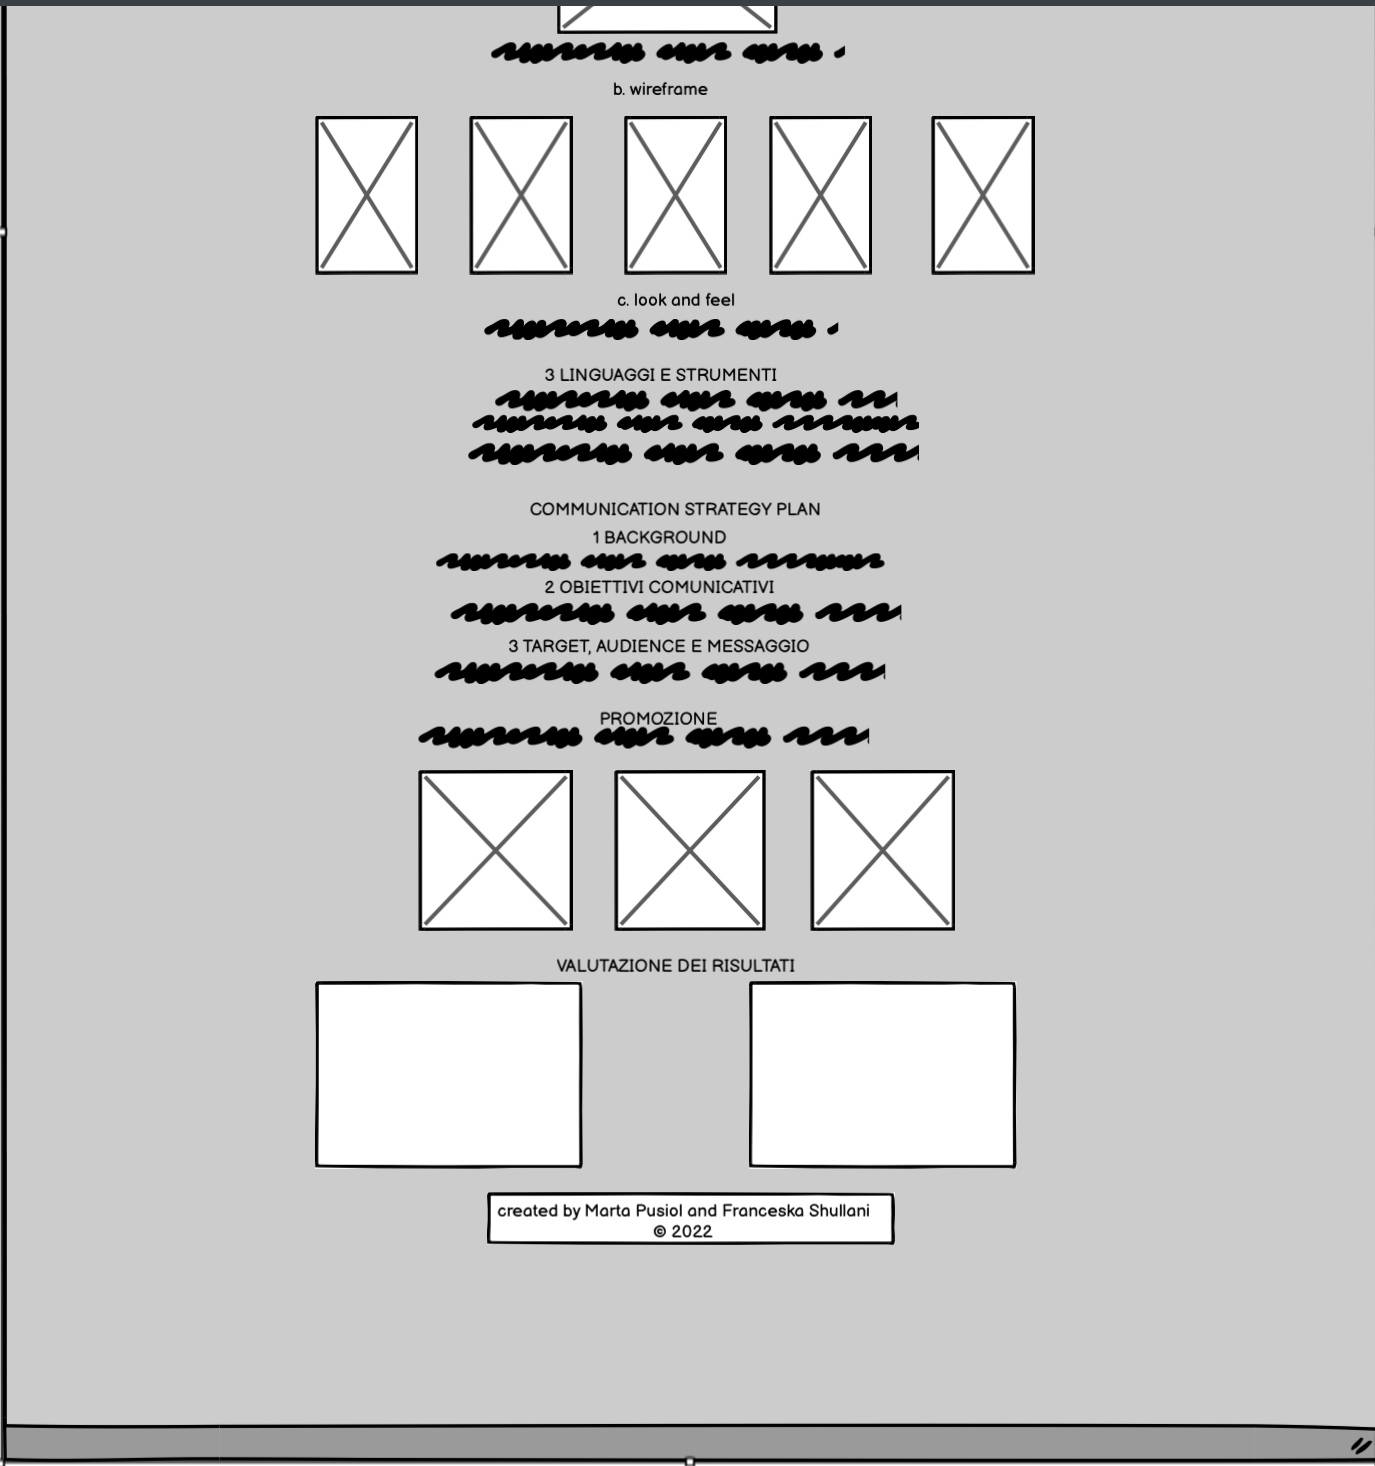 b. wireframe
c. look and feel
3 LINGUAGGI E STRUMENTI
COMMUNICATION STRATEGY PLAN
1 BACKGROUND
2 OBIETTIVI COMUNICATIVI
3 TARGET, AUDIENCE E MESSAGGIO
PROMOZIONE
VALUTAZIONE DEI RISULTATI
created by Marta Pusiol and Franceska Shullani
© 2022